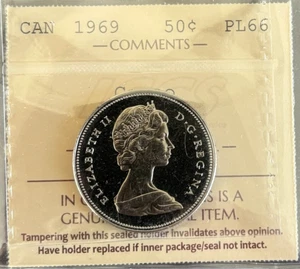 CAN 1969 50¢ PL66
COMMENTS
ELIZABETH II D·G·REGINA
IN C S IS A
GENU L ITEM.
Tampering with this sealed holder invalidates above opinion.
Have holder replaced if inner package/seal not intact.